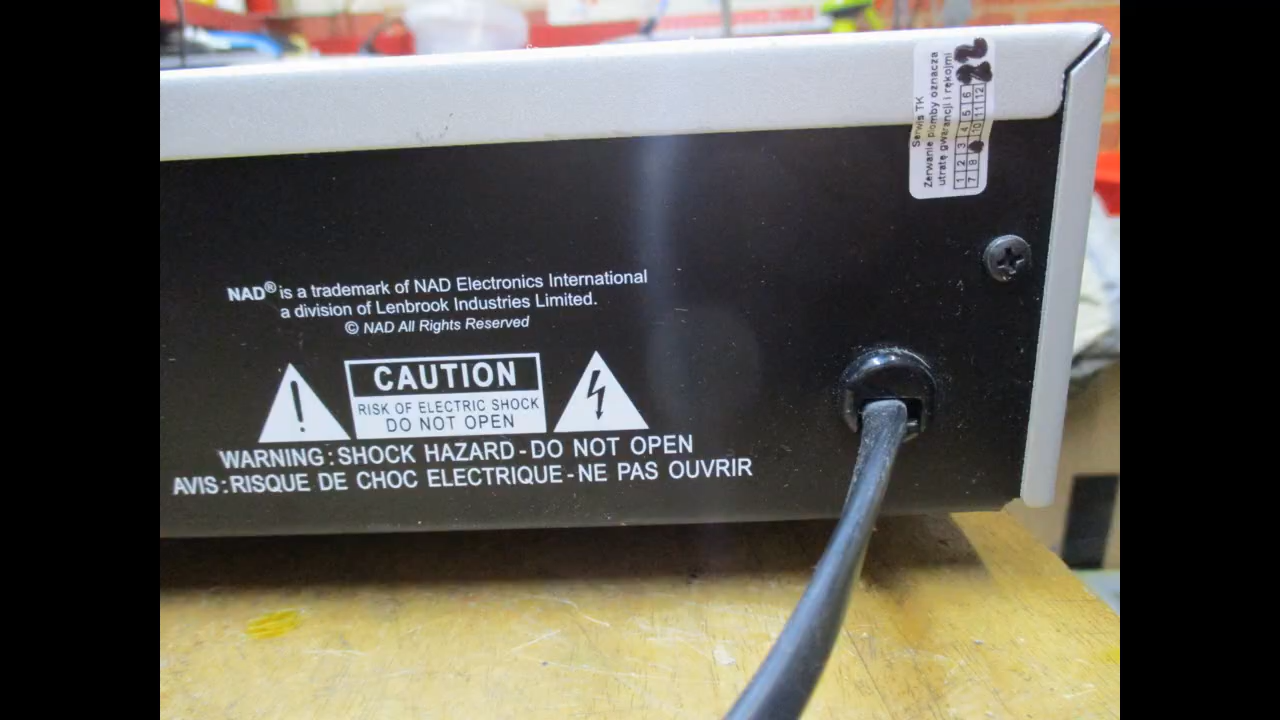 NAD® is a trademark of NAD Electronics International
a division of Lenbrook Industries Limited.
© NAD All Rights Reserved
CAUTION
RISK OF ELECTRIC SHOCK
DO NOT OPEN
WARNING: SHOCK HAZARD-DO NOT OPEN
AVIS: RISQUE DE CHOC ELECTRIQUE-NE PAS OUVRIR
Serwis TK
Zerwanie plomby oznacza
utratę gwarancji i rękojmi
22
1 2 3 4 5 6
7 8 10 11 12